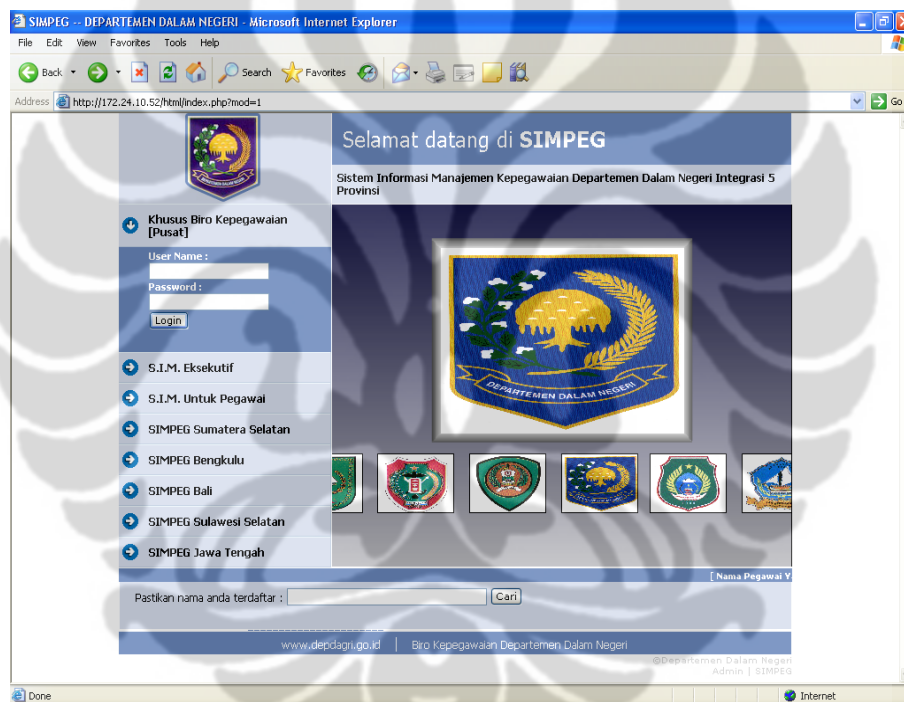 SIMPEG -- DEPARTEMEN DALAM NEGERI - Microsoft Internet Explorer
File Edit View Favorites Tools Help
Back Search Favorites
Address http://172.24.10.52/html/index.php?mod=1 Go
Selamat datang di SIMPEG
Sistem Informasi Manajemen Kepegawaian Departemen Dalam Negeri Integrasi 5
Provinsi
Khusus Biro Kepegawaian
[Pusat]
User Name :
Password :
Login
DEPARTEMEN DALAM NEGERI
S.I.M. Eksekutif
S.I.M. Untuk Pegawai
SIMPEG Sumatera Selatan
SIMPEG Bengkulu
SIMPEG Bali
SIMPEG Sulawesi Selatan
SIMPEG Jawa Tengah
[ Nama Pegawai Y
Pastikan nama anda terdaftar : Cari
www.depdagri.go.id | Biro Kepegawaian Departemen Dalam Negeri
©Departemen Dalam Negeri
Admin | SIMPEG
Done Internet